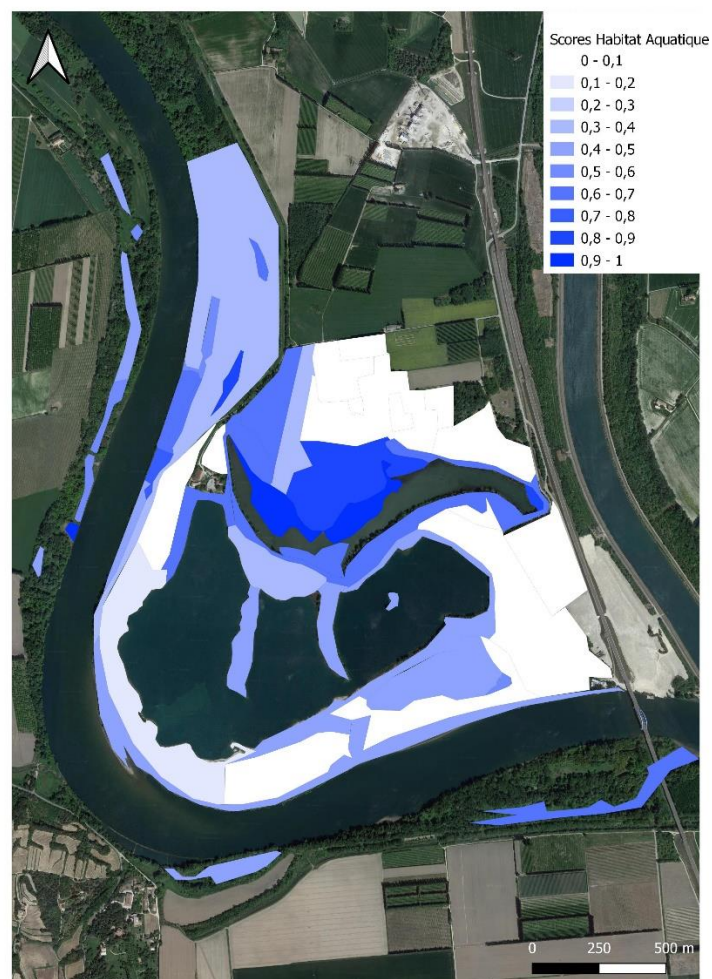 Scores Habitat Aquatique
0 - 0,1
0,1 - 0,2
0,2 - 0,3
0,3 - 0,4
0,4 - 0,5
0,5 - 0,6
0,6 - 0,7
0,7 - 0,8
0,8 - 0,9
0,9 - 1
0 250 500 m